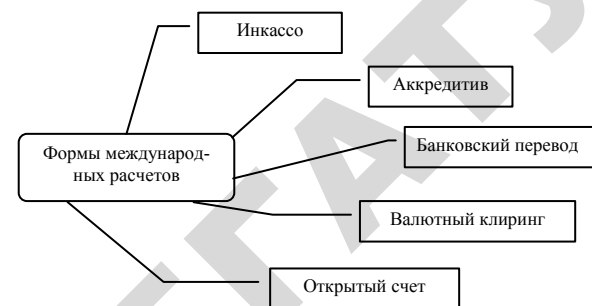 Инкассо
Аккредитив
Банковский перевод
Формы международ-
ных расчетов
Валютный клиринг
Открытый счет